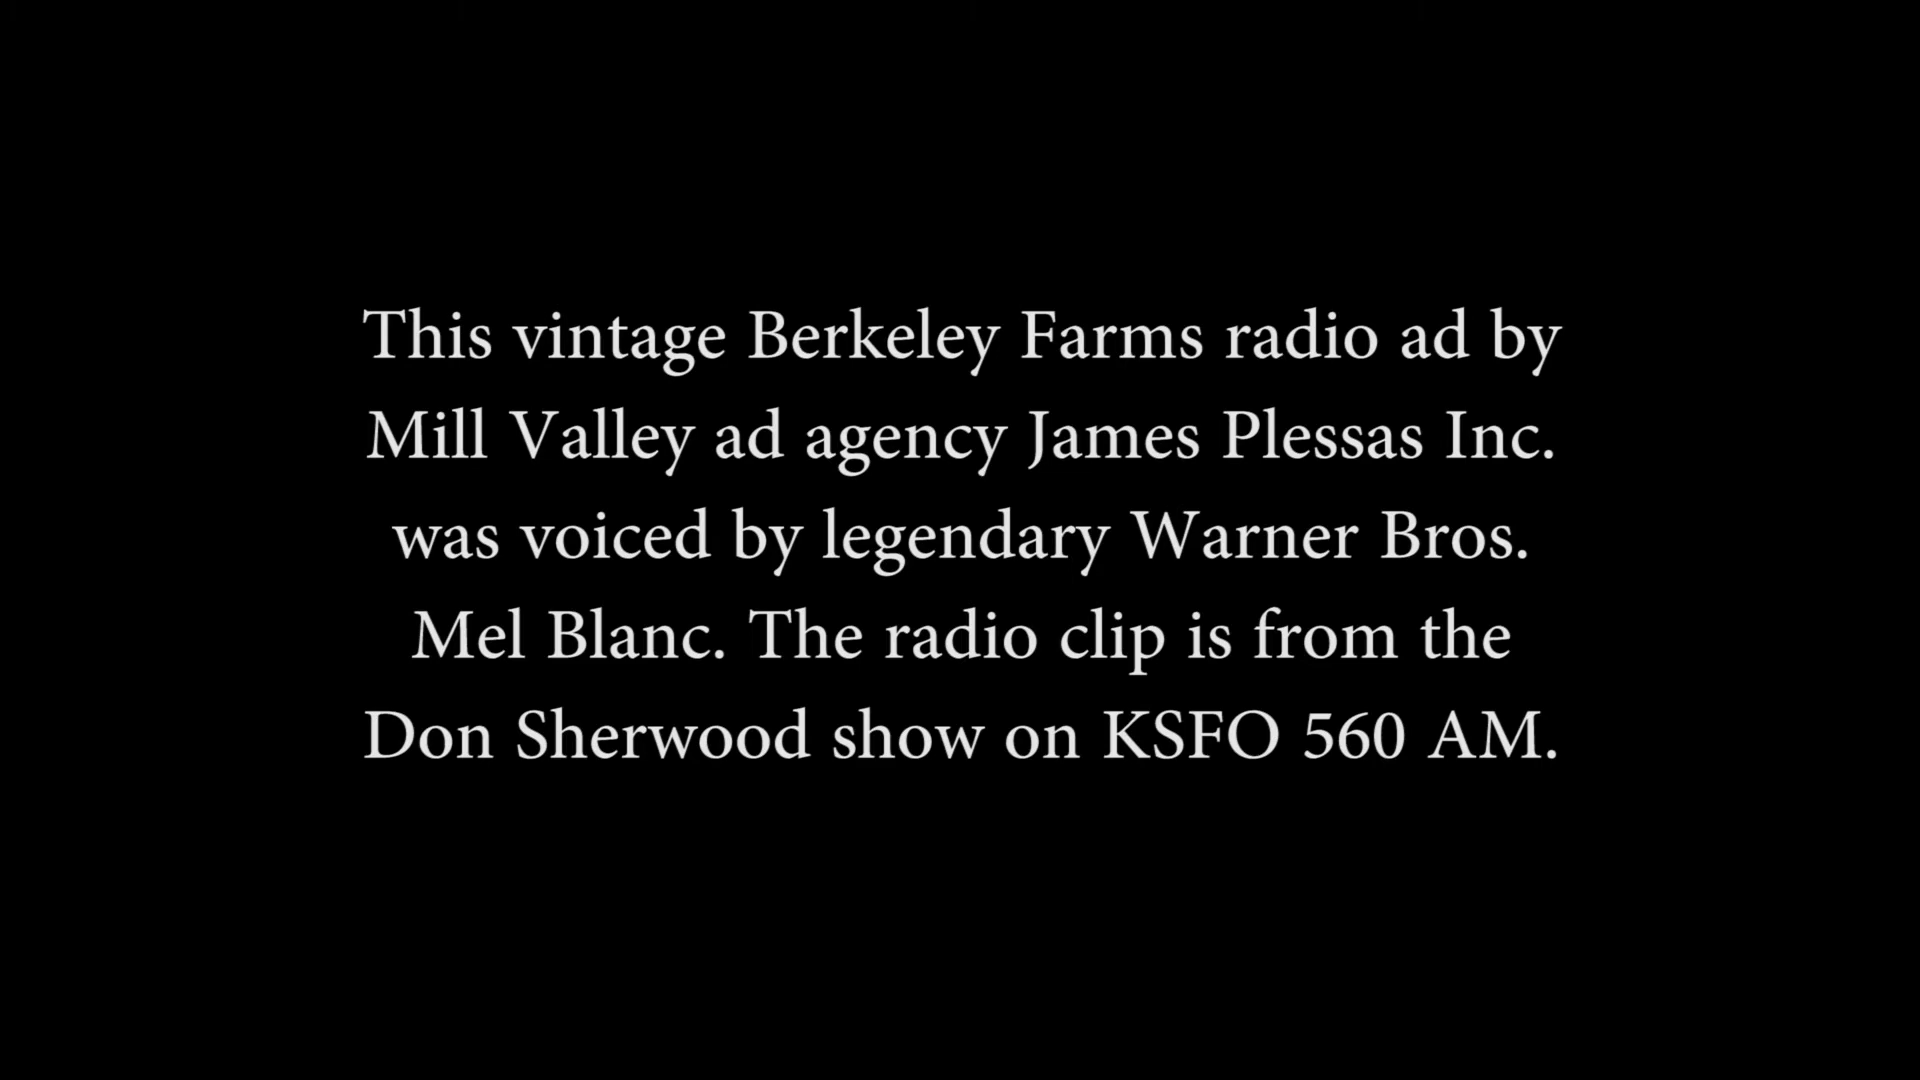 This vintage Berkeley Farms radio ad by
Mill Valley ad agency James Plessas Inc.
was voiced by legendary Warner Bros.
Mel Blanc. The radio clip is from the
Don Sherwood show on KSFO 560 AM.